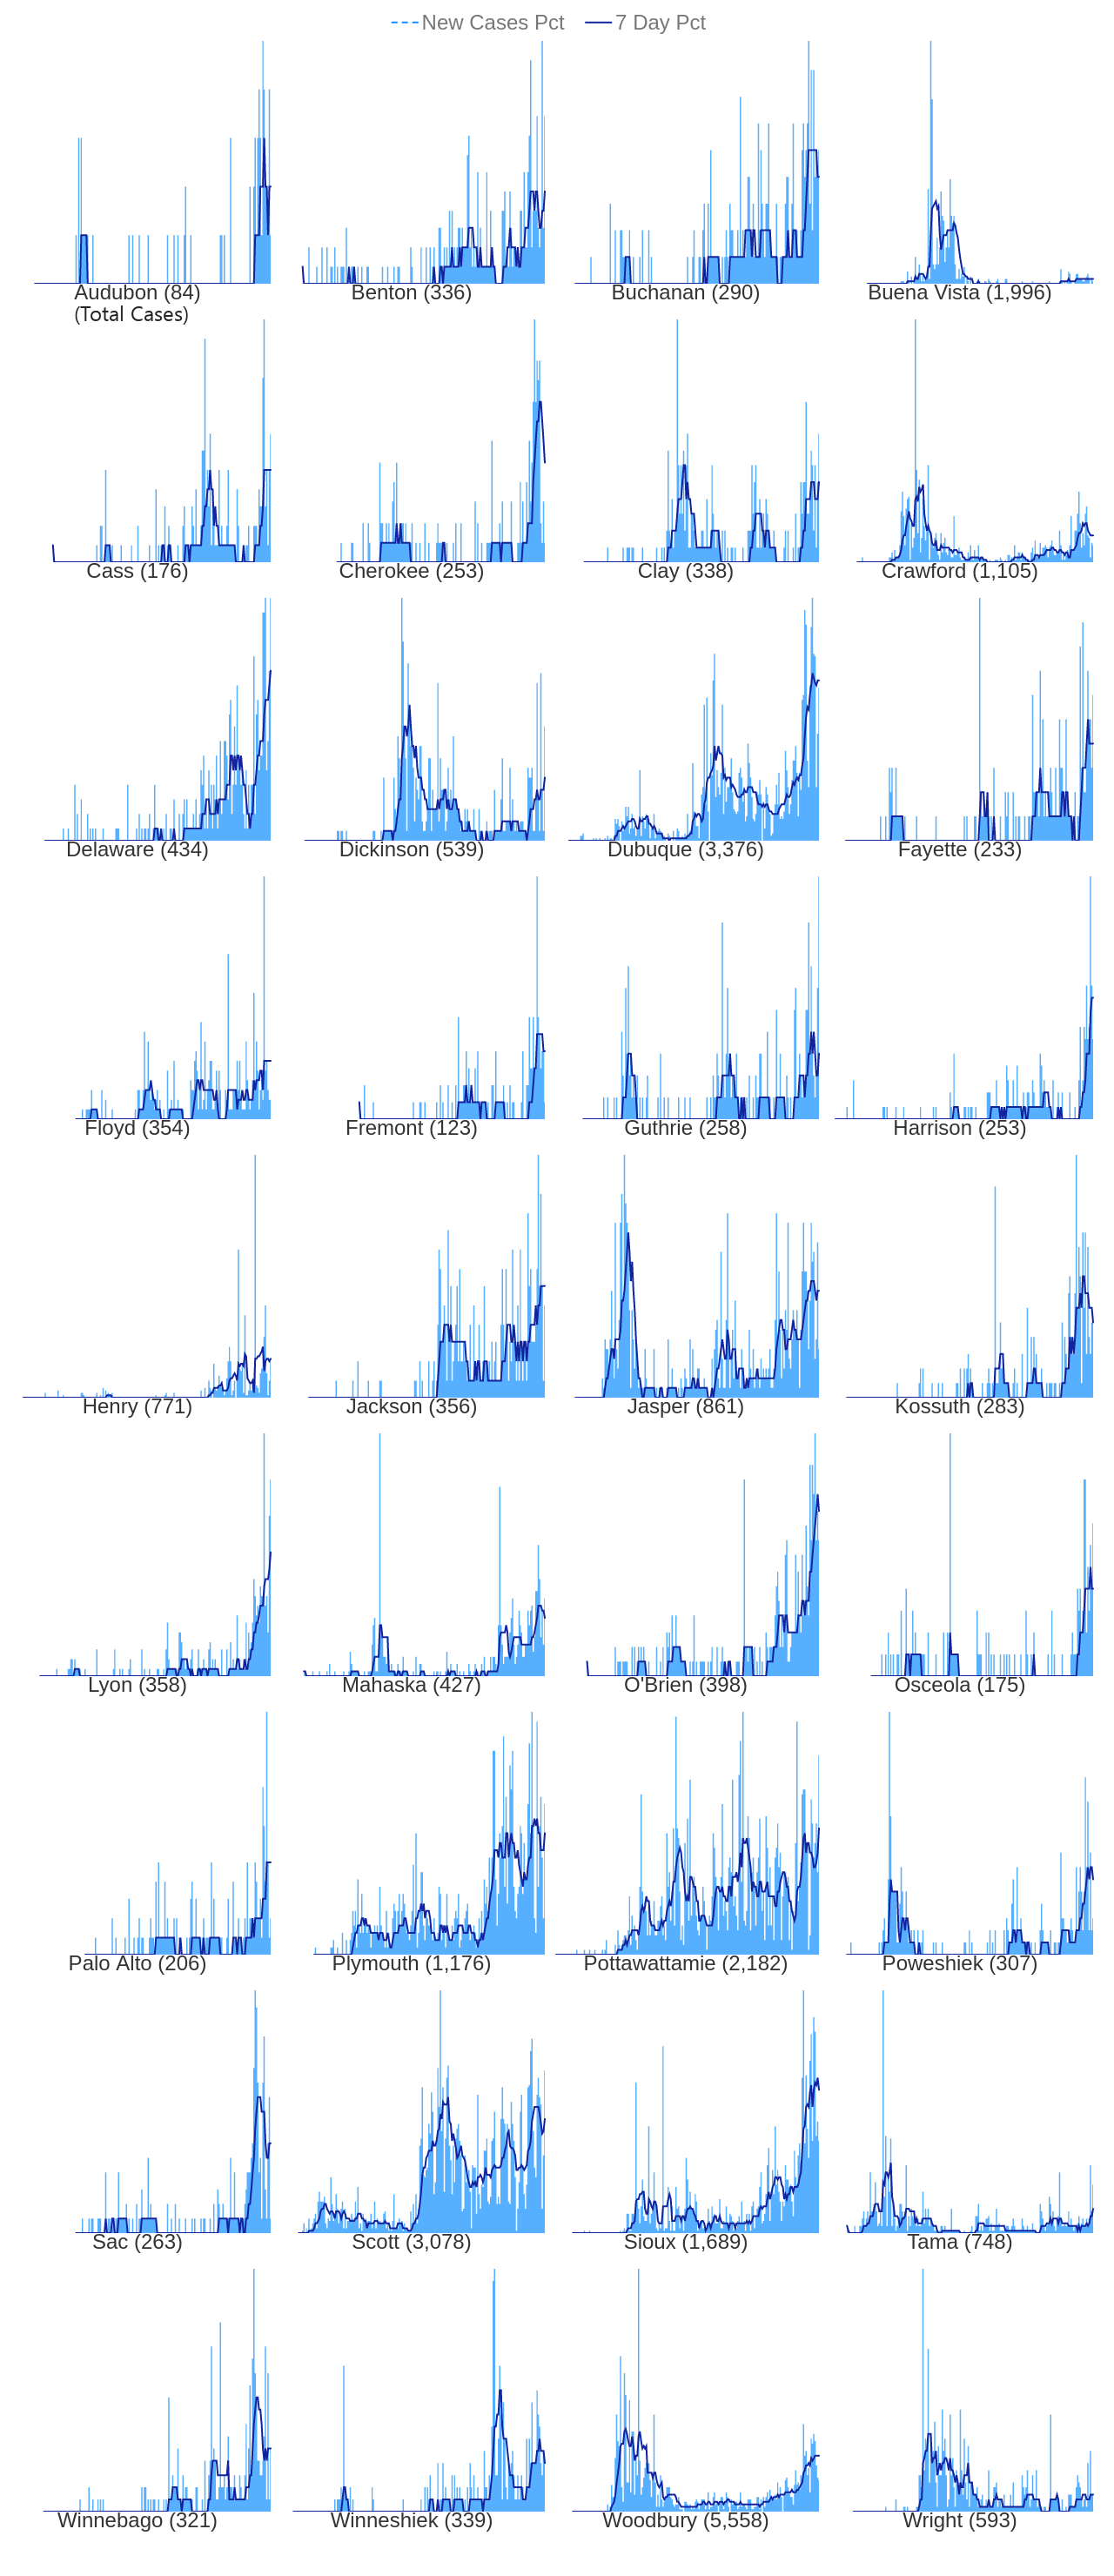 New Cases Pct 7 Day Pct
Audubon (84) Benton (336) Buchanan (290) Buena Vista (1,996)
(Total Cases)
Cass (176) Cherokee (253) Clay (338) Crawford (1,105)
Delaware (434) Dickinson (539) Dubuque (3,376) Fayette (233)
Floyd (354) Fremont (123) Guthrie (258) Harrison (253)
Henry (771) Jackson (356) Jasper (861) Kossuth (283)
Lyon (358) Mahaska (427) O'Brien (398) Osceola (175)
Palo Alto (206) Plymouth (1,176) Pottawattamie (2,182) Poweshiek (307)
Sac (263) Scott (3,078) Sioux (1,689) Tama (748)
Winnebago (321) Winneshiek (339) Woodbury (5,558) Wright (593)